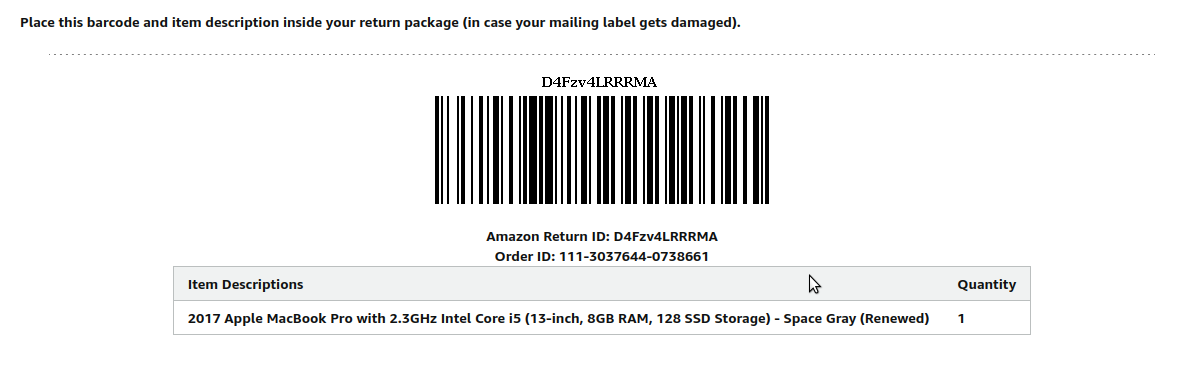 Place this barcode and item description inside your return package (in case your mailing label gets damaged).
D4Fzv4LRRRMA
Amazon Return ID: D4Fzv4LRRRMA
Order ID: 111-3037644-0738661
Item Descriptions Quantity
2017 Apple MacBook Pro with 2.3GHz Intel Core i5 (13-inch, 8GB RAM, 128 SSD Storage) - Space Gray (Renewed) 1